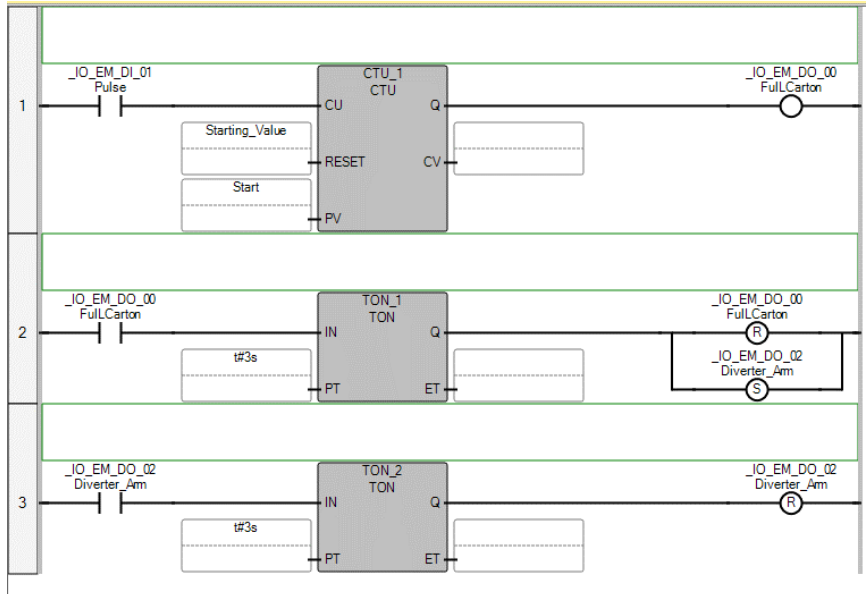 1
_IO_EM_DI_01
Pulse
CTU_1
CTU
_IO_EM_DO_00
FulLCarton
CU
Q
Starting_Value
RESET
CV
Start
PV
2
_IO_EM_DO_00
FulLCarton
TON_1
TON
_IO_EM_DO_00
FulLCarton
IN
Q
R
t#3s
_IO_EM_DO_02
Diverter_Arm
PT
ET
S
3
_IO_EM_DO_02
Diverter_Arm
TON_2
TON
_IO_EM_DO_02
Diverter_Arm
IN
Q
R
t#3s
PT
ET